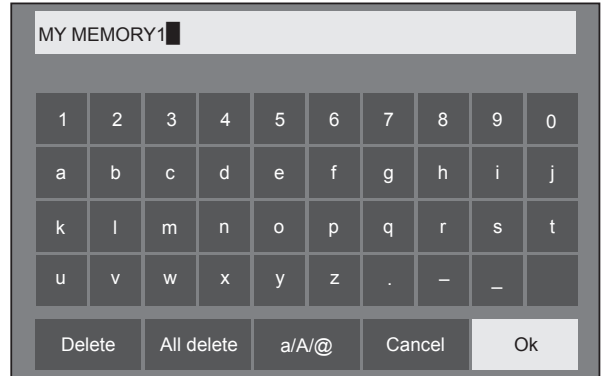 MY MEMORY1
1 2 3 4 5 6 7 8 9 0
a b c d e f g h i j
k l m n o p q r s t
u v w x y z . – _
Delete All delete a/A/@ Cancel Ok